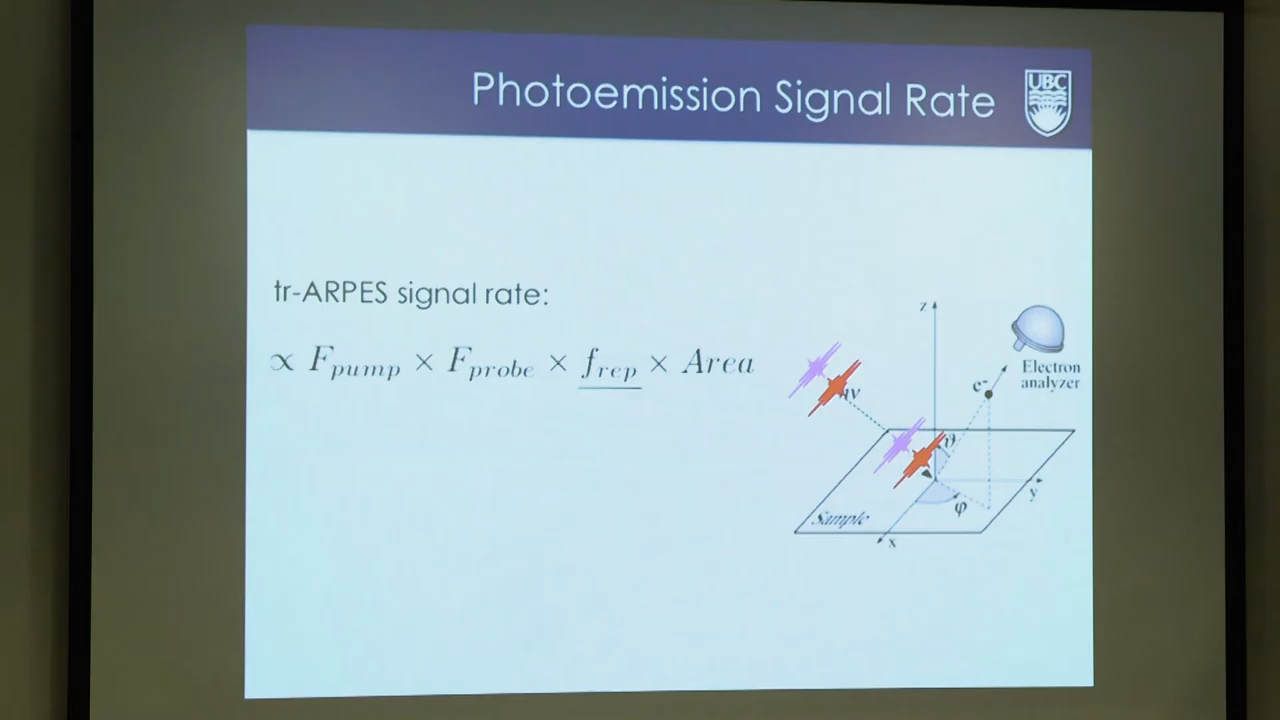 Photoemission Signal Rate
UBC
tr-ARPES signal rate:
∝ F_pump × F_probe × f_rep × Area
z
hν
e⁻
Electron
analyzer
ϑ
y
φ
Sample
x